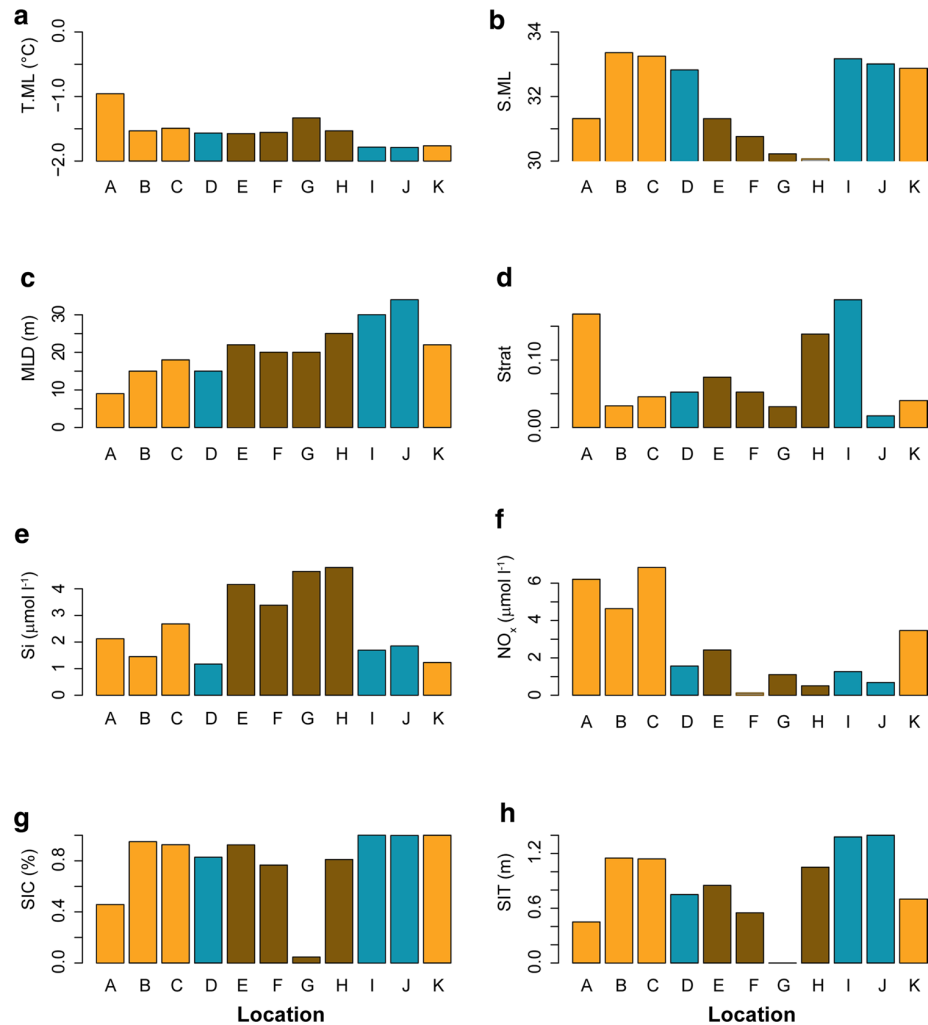 a
T.ML (°C)
0.0
−1.0
−2.0
A B C D E F G H I J K
b
S.ML
34
32
30
A B C D E F G H I J K
c
MLD (m)
30
20
10
0
A B C D E F G H I J K
d
Strat
0.10
0.00
A B C D E F G H I J K
e
Si (μmol l⁻¹)
4
3
2
1
0
A B C D E F G H I J K
f
NOₓ (μmol l⁻¹)
6
4
2
0
A B C D E F G H I J K
g
SIC (%)
0.8
0.4
0.0
A B C D E F G H I J K
Location
h
SIT (m)
1.2
0.6
0.0
A B C D E F G H I J K
Location